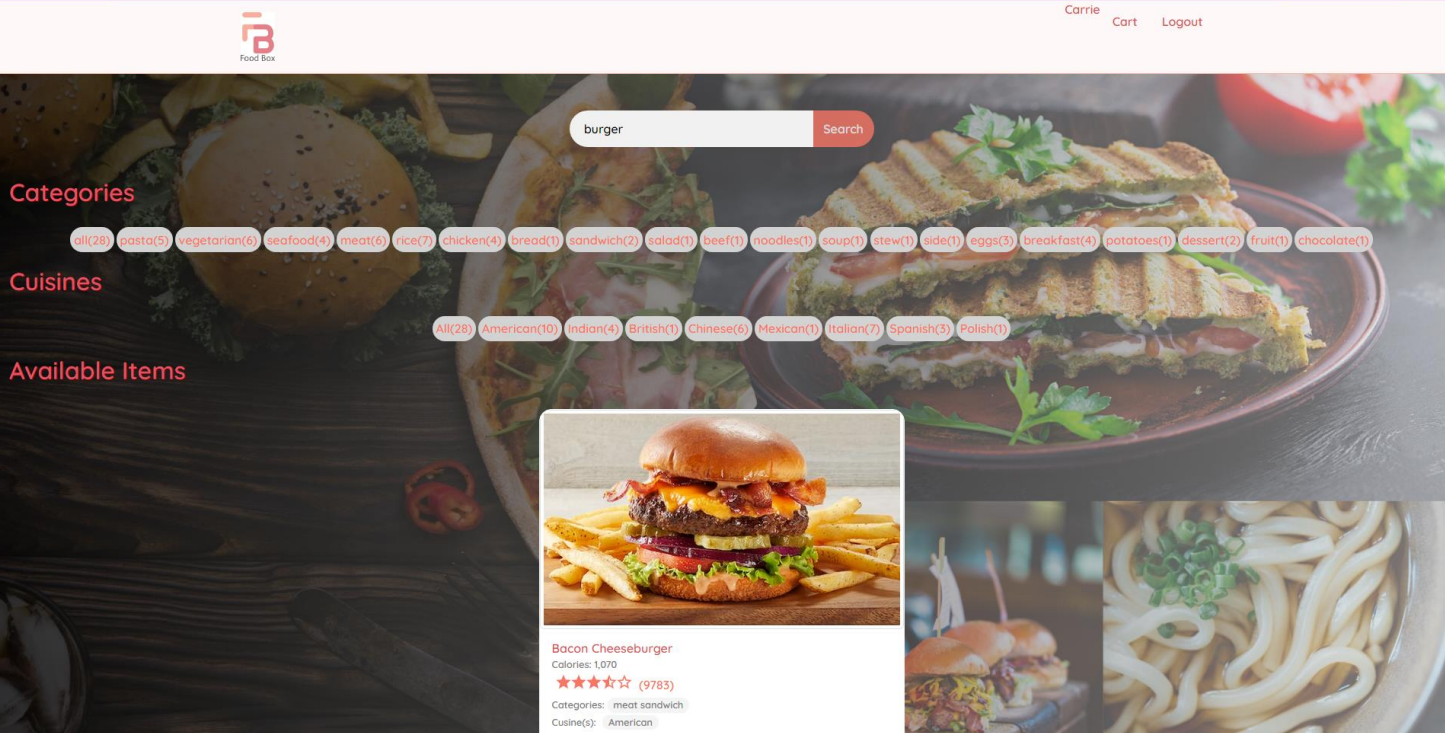 Food Box
Carrie
Cart Logout
burger Search
Categories
all(28) pasta(5) vegetarian(6) seafood(4) meat(6) rice(7) chicken(4) bread(1) sandwich(2) salad(1) beef(1) noodles(1) soup(1) stew(1) side(1) eggs(3) breakfast(4) potatoes(1) dessert(2) fruit(1) chocolate(1)
Cuisines
All(28) American(10) Indian(4) British(1) Chinese(6) Mexican(1) Italian(7) Spanish(3) Polish(1)
Available Items
Bacon Cheeseburger
Calories: 1,070
(9783)
Categories: meat sandwich
Cusine(s): American